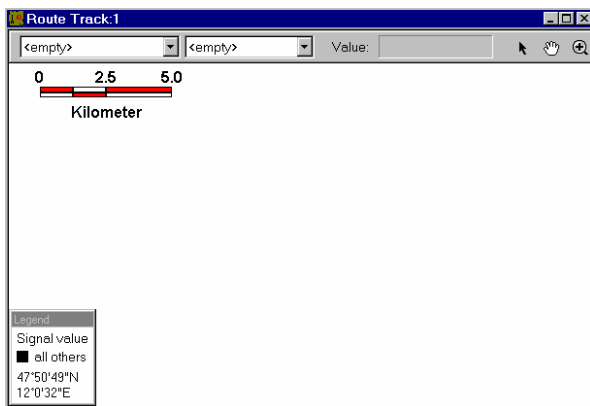 Route Track:1
<empty> <empty> Value:
0 2.5 5.0
Kilometer
Legend
Signal value
all others
47°50'49"N
12°0'32"E